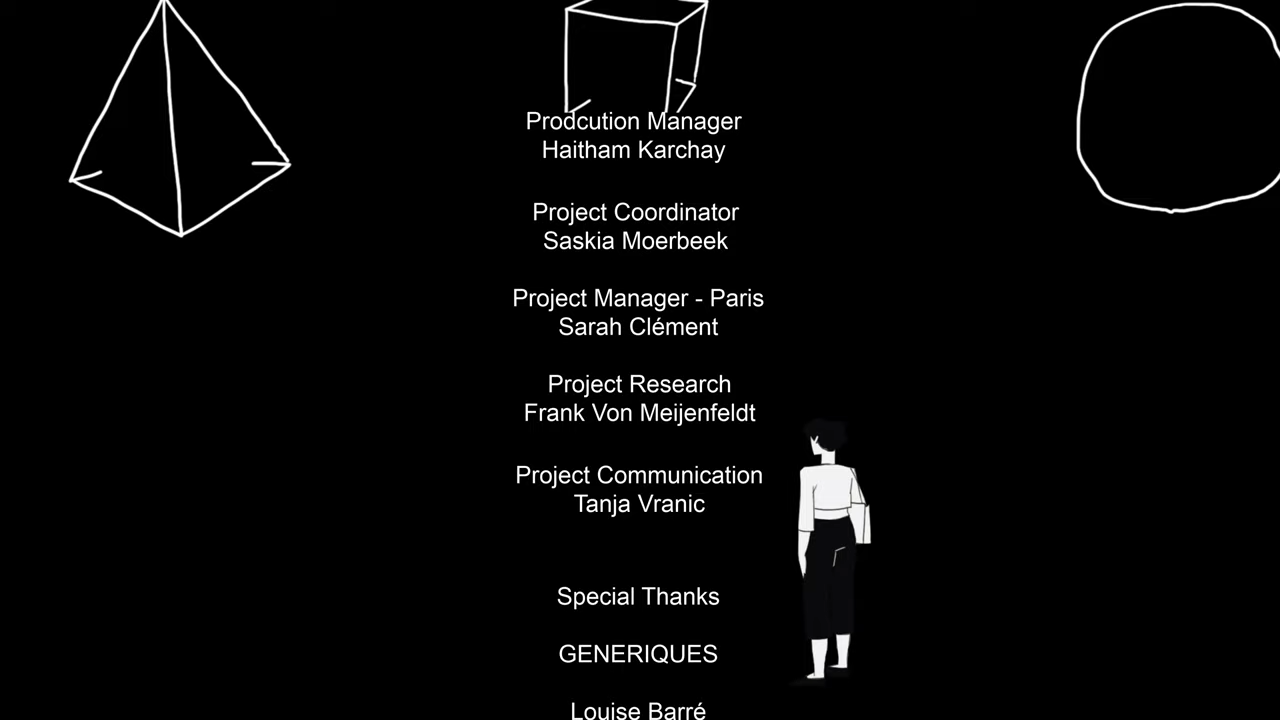 Prodcution Manager
Haitham Karchay
Project Coordinator
Saskia Moerbeek
Project Manager - Paris
Sarah Clément
Project Research
Frank Von Meijenfeldt
Project Communication
Tanja Vranic
Special Thanks
GENERIQUES
Louise Barré